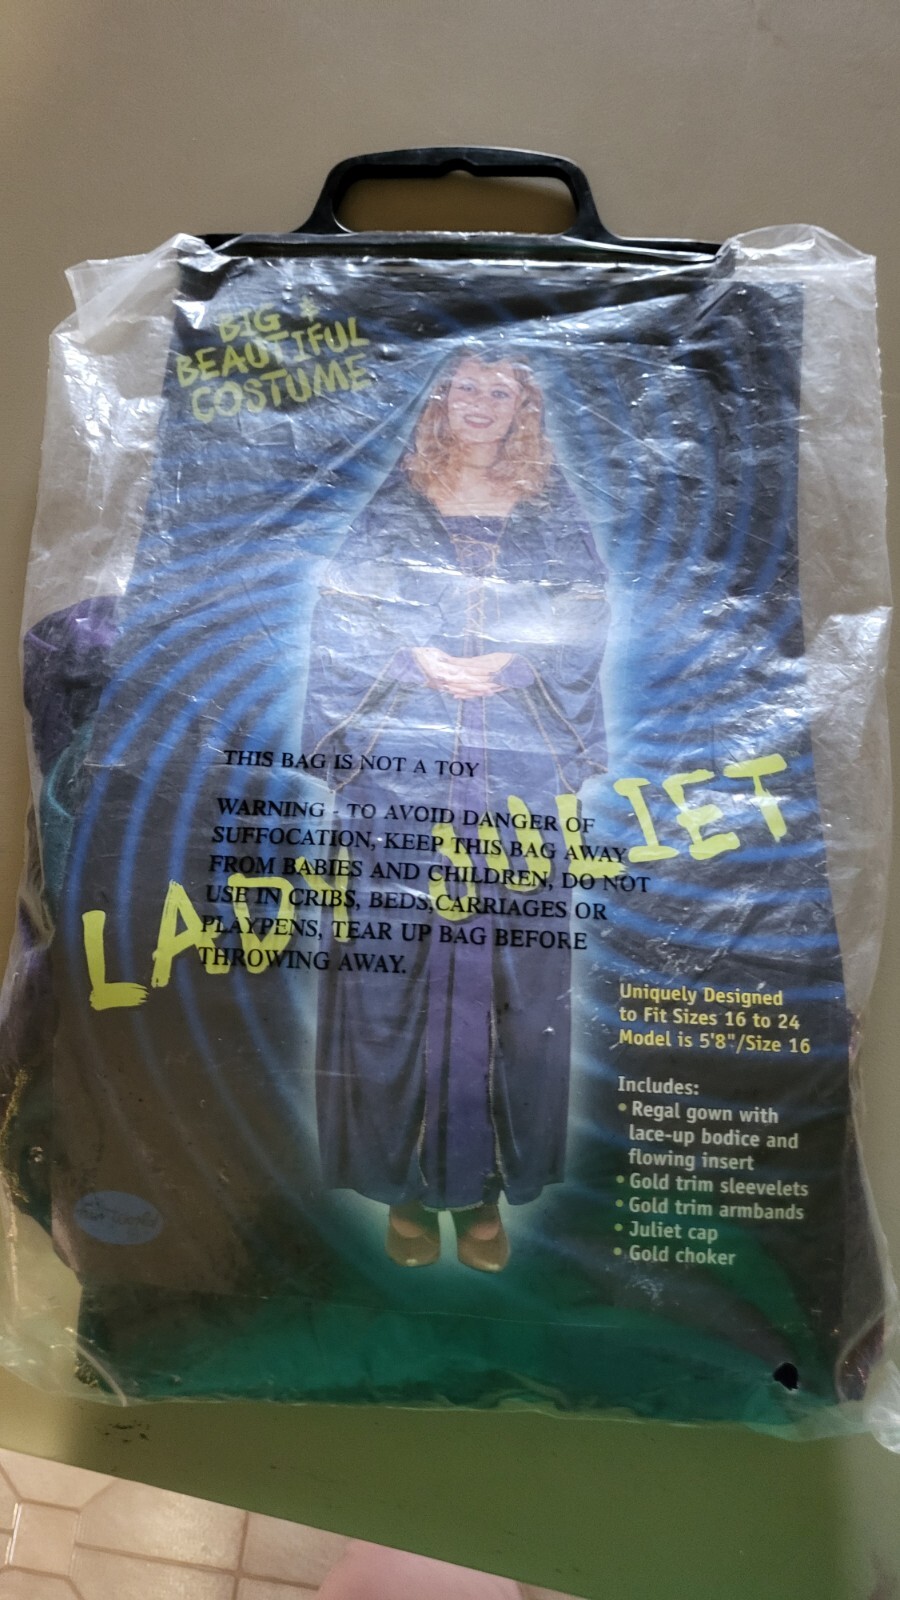 BIG &
BEAUTIFUL
COSTUME
THIS BAG IS NOT A TOY
WARNING - TO AVOID DANGER OF
SUFFOCATION, KEEP THIS BAG AWAY
FROM BABIES AND CHILDREN, DO NOT
USE IN CRIBS, BEDS,CARRIAGES OR
PLAYPENS, TEAR UP BAG BEFORE
THROWING AWAY.
LADY JULIET
Uniquely Designed
to Fit Sizes 16 to 24
Model is 5'8"/Size 16
Includes:
• Regal gown with
lace-up bodice and
flowing insert
• Gold trim sleevelets
• Gold trim armbands
• Juliet cap
• Gold choker